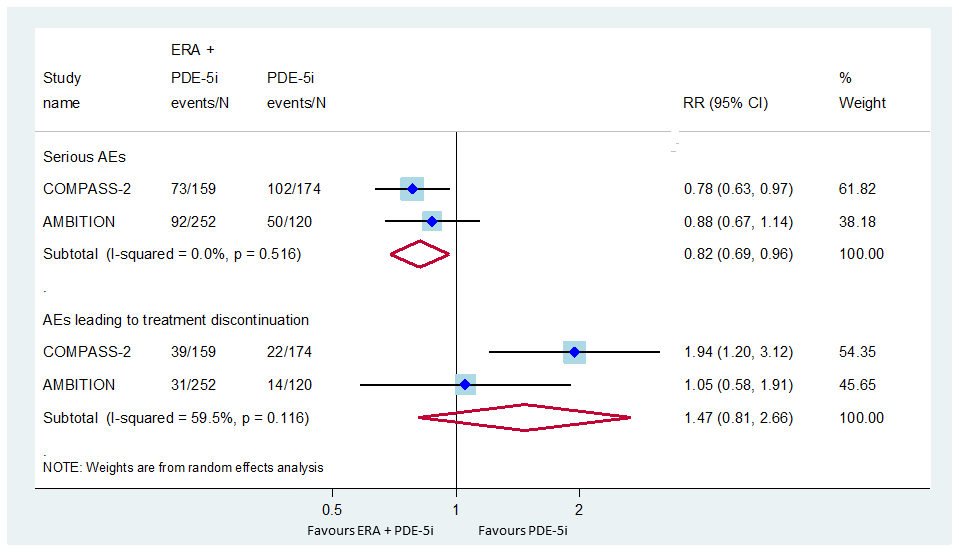 ERA +
Study PDE-5i PDE-5i %
name events/N events/N RR (95% CI) Weight
Serious AEs
COMPASS-2 73/159 102/174 0.78 (0.63, 0.97) 61.82
AMBITION 92/252 50/120 0.88 (0.67, 1.14) 38.18
Subtotal (I-squared = 0.0%, p = 0.516) 0.82 (0.69, 0.96) 100.00
.
AEs leading to treatment discontinuation
COMPASS-2 39/159 22/174 1.94 (1.20, 3.12) 54.35
AMBITION 31/252 14/120 1.05 (0.58, 1.91) 45.65
Subtotal (I-squared = 59.5%, p = 0.116) 1.47 (0.81, 2.66) 100.00
.
NOTE: Weights are from random effects analysis
0.5 1 2
Favours ERA + PDE-5i Favours PDE-5i